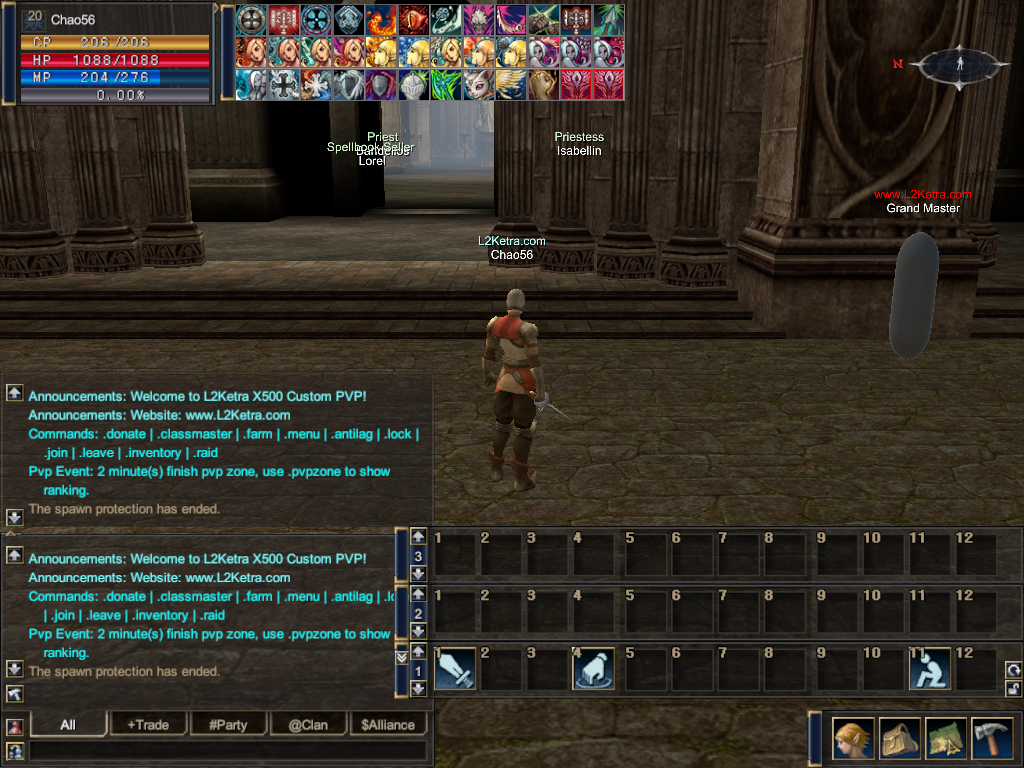 20 Chao56
CP 206/206
HP 1088/1088
MP 204/276
0.00%
N
Priest
Spellbook Seller
Dandelios
Lorel
Priestess
Isabellin
www.L2Ketra.com
Grand Master
L2Ketra.com
Chao56
Announcements: Welcome to L2Ketra X500 Custom PVP!
Announcements: Website: www.L2Ketra.com
Commands: .donate | .classmaster | .farm | .menu | .antilag | .lock |
.join | .leave | .inventory | .raid
Pvp Event: 2 minute(s) finish pvp zone, use .pvpzone to show
ranking.
The spawn protection has ended.
Announcements: Welcome to L2Ketra X500 Custom PVP!
Announcements: Website: www.L2Ketra.com
Commands: .donate | .classmaster | .farm | .menu | .antilag | .lo
| .join | .leave | .inventory | .raid
Pvp Event: 2 minute(s) finish pvp zone, use .pvpzone to show
ranking.
The spawn protection has ended.
3 1 2 3 4 5 6 7 8 9 10 11 12
2 1 2 3 4 5 6 7 8 9 10 11 12
1 1 2 3 4 5 6 7 8 9 10 11 12
All +Trade #Party @Clan $Alliance